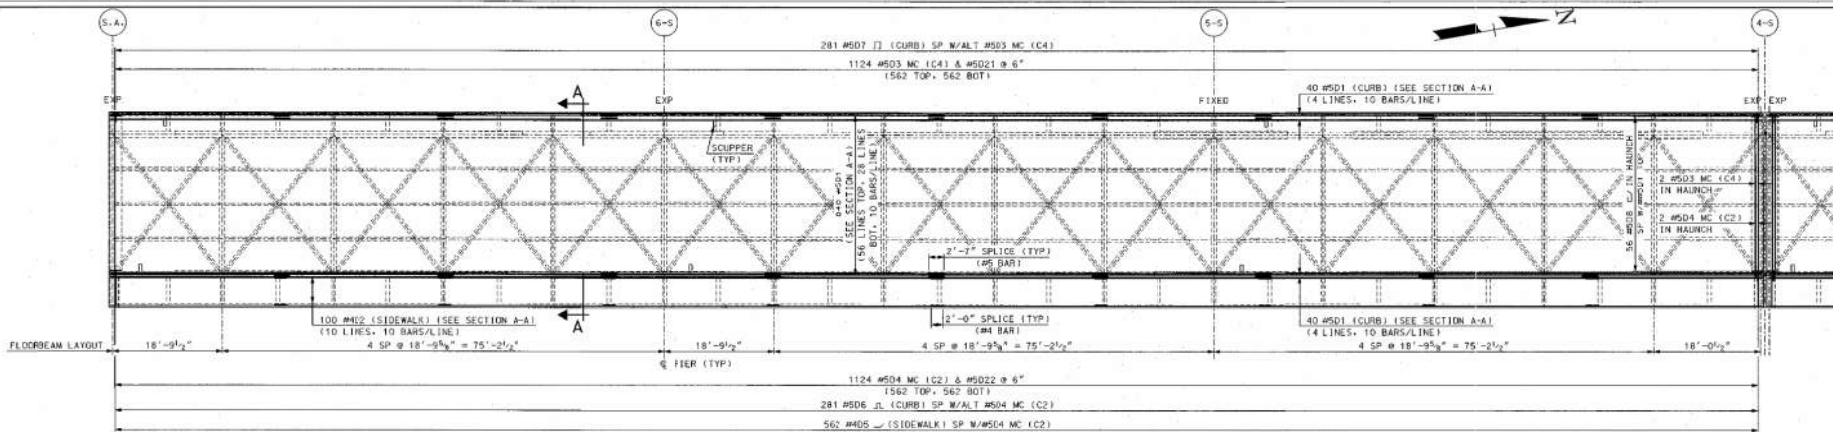 S.A.
6-S
5-S
4-S
N
281 #5D7 (CURB) SP W/ALT #5D3 MC (C4)
1124 #5D3 MC (C4) & #5D21 @ 6"
(562 TOP, 562 BOT)
EXP
A
EXP
FIXED
40 #5D1 (CURB) (SEE SECTION A-A)
(4 LINES, 10 BARS/LINE)
EXP EXP
SCUPPER
(TYP)
840 #5D1
(SEE SECTION A-A)
(56 LINES TOP, 28 LINES
BOT, 10 BARS/LINE)
56 #5D8 IN HAUNCH
SP W/#5D1 TOP
2 #5D3 MC (C4)
IN HAUNCH
2 #5D4 MC (C2)
IN HAUNCH
2'-7" SPLICE (TYP)
(#5 BAR)
100 #4D2 (SIDEWALK) (SEE SECTION A-A)
(10 LINES, 10 BARS/LINE)
A
2'-0" SPLICE (TYP)
(#4 BAR)
40 #5D1 (CURB) (SEE SECTION A-A)
(4 LINES, 10 BARS/LINE)
FLOORBEAM LAYOUT
18'-9½"
4 SP @ 18'-9⅝" = 75'-2½"
18'-9½"
4 SP @ 18'-9⅝" = 75'-2½"
4 SP @ 18'-9⅝" = 75'-2½"
18'-0½"
℄ PIER (TYP)
1124 #5D4 MC (C2) & #5D22 @ 6"
(562 TOP, 562 BOT)
281 #5D6 (CURB) SP W/ALT #5D4 MC (C2)
562 #4D5 (SIDEWALK) SP W/#5D4 MC (C2)